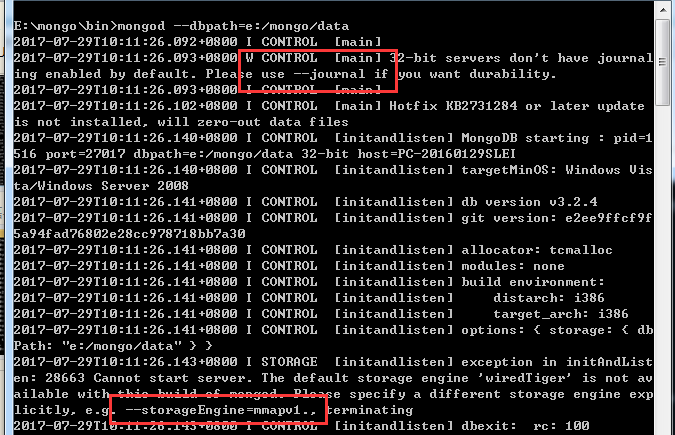 E:\mongo\bin>mongod --dbpath=e:/mongo/data
2017-07-29T10:11:26.092+0800 I CONTROL  [main]
2017-07-29T10:11:26.093+0800 W CONTROL  [main] 32-bit servers don't have journal
ing enabled by default. Please use --journal if you want durability.
2017-07-29T10:11:26.093+0800 I CONTROL  [main]
2017-07-29T10:11:26.102+0800 I CONTROL  [main] Hotfix KB2731284 or later update
is not installed, will zero-out data files
2017-07-29T10:11:26.140+0800 I CONTROL  [initandlisten] MongoDB starting : pid=1
516 port=27017 dbpath=e:/mongo/data 32-bit host=PC-20160129SLEI
2017-07-29T10:11:26.140+0800 I CONTROL  [initandlisten] targetMinOS: Windows Vis
ta/Windows Server 2008
2017-07-29T10:11:26.141+0800 I CONTROL  [initandlisten] db version v3.2.4
2017-07-29T10:11:26.141+0800 I CONTROL  [initandlisten] git version: e2ee9ffcf9f
5a94fad76802e28cc978718bb7a30
2017-07-29T10:11:26.141+0800 I CONTROL  [initandlisten] allocator: tcmalloc
2017-07-29T10:11:26.141+0800 I CONTROL  [initandlisten] modules: none
2017-07-29T10:11:26.141+0800 I CONTROL  [initandlisten] build environment:
2017-07-29T10:11:26.141+0800 I CONTROL  [initandlisten]     distarch: i386
2017-07-29T10:11:26.141+0800 I CONTROL  [initandlisten]     target_arch: i386
2017-07-29T10:11:26.141+0800 I CONTROL  [initandlisten] options: { storage: { db
Path: "e:/mongo/data" } }
2017-07-29T10:11:26.143+0800 I STORAGE  [initandlisten] exception in initAndList
en: 28663 Cannot start server. The default storage engine 'wiredTiger' is not av
ailable with this build of mongod. Please specify a different storage engine exp
licitly, e.g. --storageEngine=mmapv1., terminating
2017-07-29T10:11:26.143+0800 I CONTROL  [initandlisten] dbexit:  rc: 100